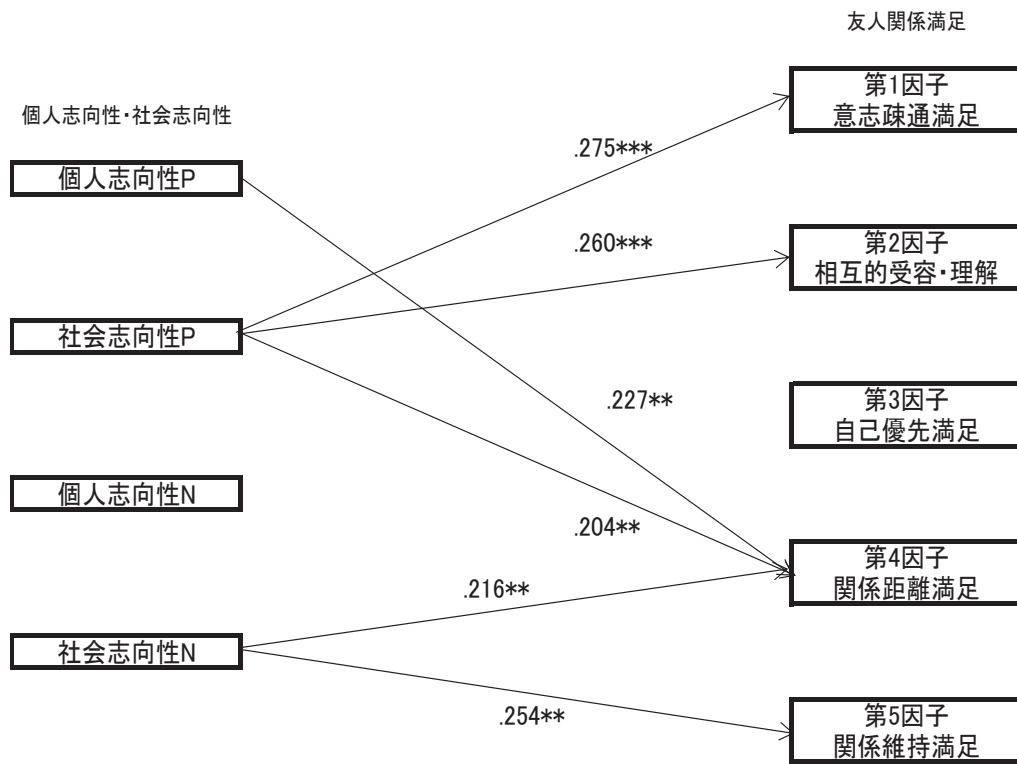 友人関係満足
第1因子
意志疎通満足
個人志向性・社会志向性
.275***
個人志向性P
.260***
第2因子
相互的受容・理解
社会志向性P
.227**
第3因子
自己優先満足
個人志向性N
.204**
第4因子
関係距離満足
.216**
社会志向性N
.254**
第5因子
関係維持満足